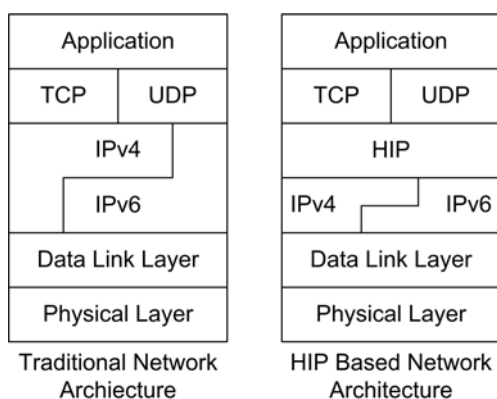 Application
TCP UDP
IPv4
IPv6
Data Link Layer
Physical Layer
Traditional Network
Archiecture
Application
TCP UDP
HIP
IPv4 IPv6
Data Link Layer
Physical Layer
HIP Based Network
Architecture